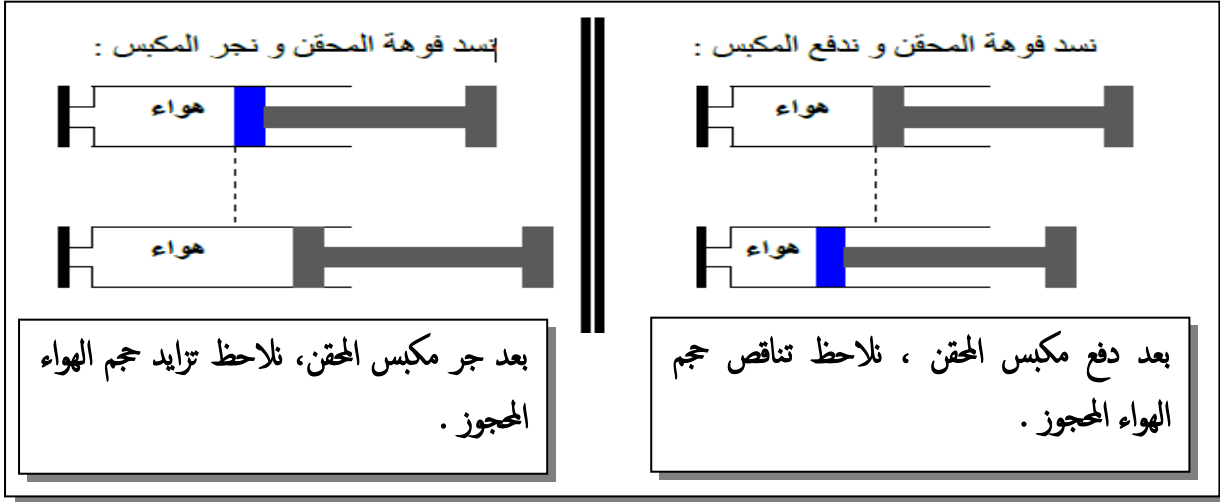 نسد فوهة المحقن و ندفع المكبس :
هواء
هواء
بعد دفع مكبس المحقن ، نلاحظ تناقص حجم
الهواء المحجوز .
نسد فوهة المحقن و نجر المكبس :
هواء
هواء
بعد جر مكبس المحقن، نلاحظ تزايد حجم الهواء
المحجوز .